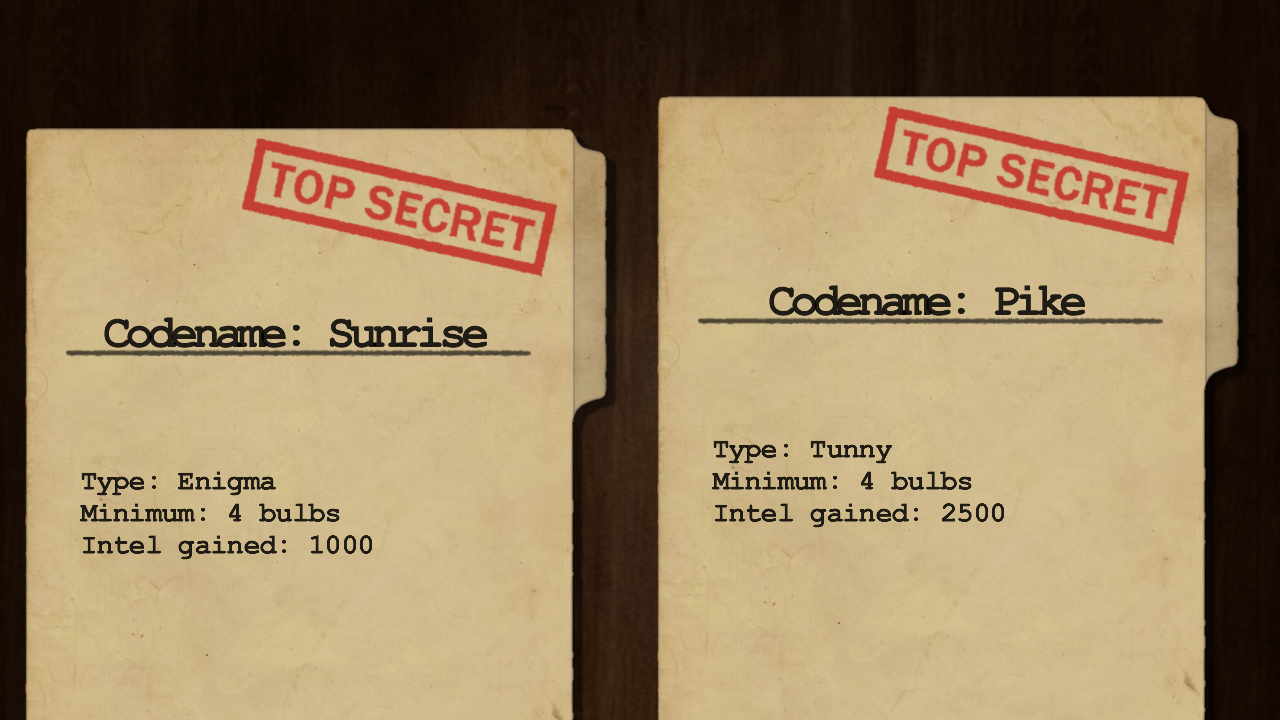 TOP SECRET
Codename: Sunrise
Type: Enigma
Minimum: 4 bulbs
Intel gained: 1000
TOP SECRET
Codename: Pike
Type: Tunny
Minimum: 4 bulbs
Intel gained: 2500